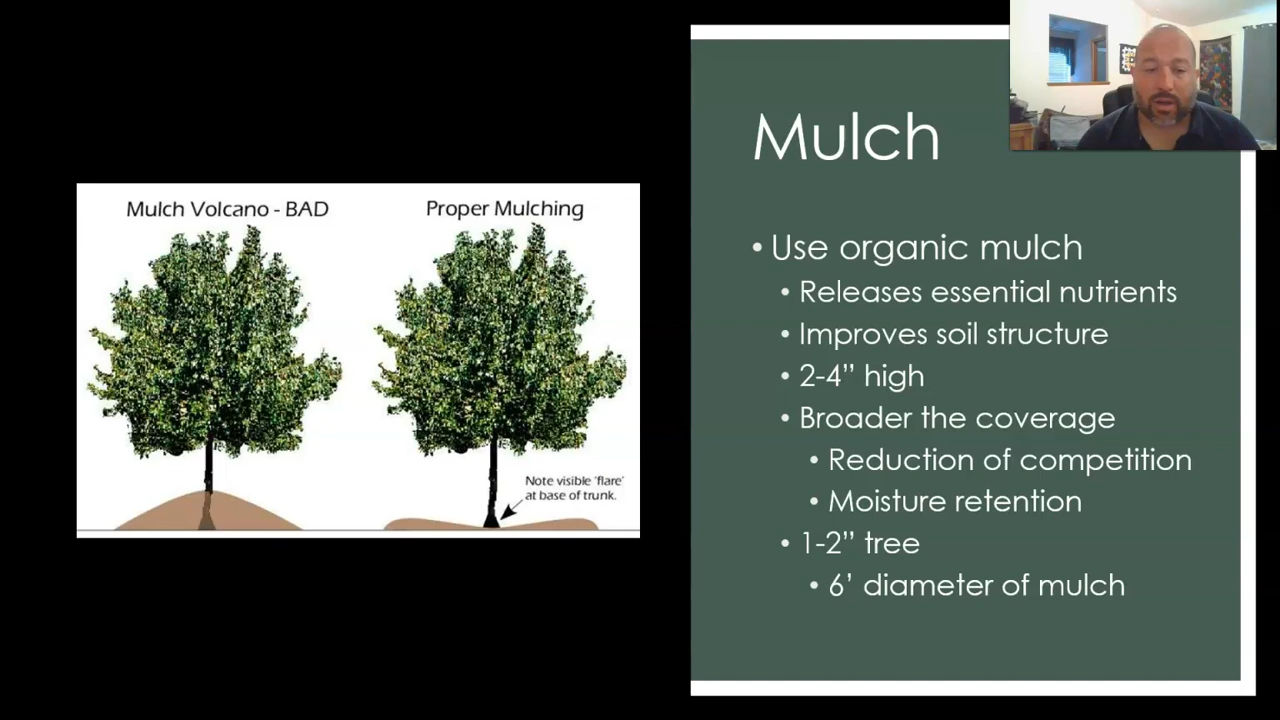 Mulch Volcano - BAD
Proper Mulching
Note visible 'flare'
at base of trunk.
Mulch
• Use organic mulch
• Releases essential nutrients
• Improves soil structure
• 2-4” high
• Broader the coverage
• Reduction of competition
• Moisture retention
• 1-2” tree
• 6’ diameter of mulch